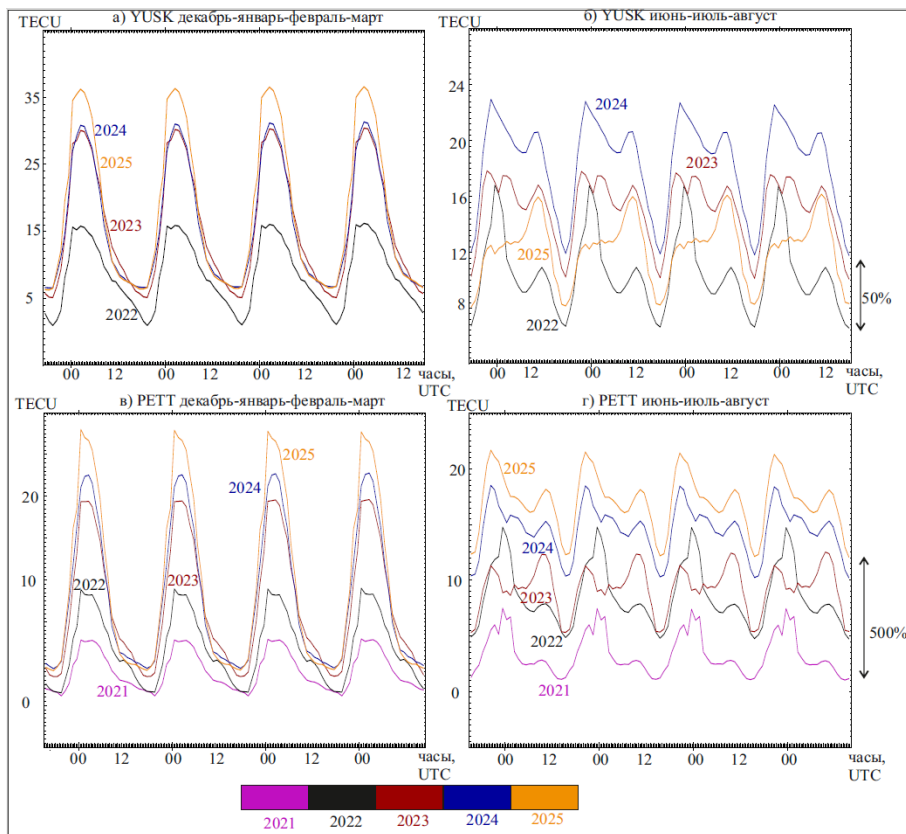 TECU
а) YUSK декабрь-январь-февраль-март
35
25
15
5
2024
2025
2023
2022
00 12 00 12 00 12 00 12
часы,
UTC
б) YUSK июнь-июль-август
24
20
16
12
8
2024
2023
2025
2022
50%
00 12 00 12 00 12 00 12
часы,
UTC
TECU
в) PETT декабрь-январь-февраль-март
20
10
0
2025
2024
2022
2023
2021
00 12 00 12 00 12 00
часы,
UTC
TECU
г) PETT июнь-июль-август
20
10
0
2025
2024
2023
2022
2021
500%
00 12 00 12 00 12 00
часы,
UTC
2021 2022 2023 2024 2025